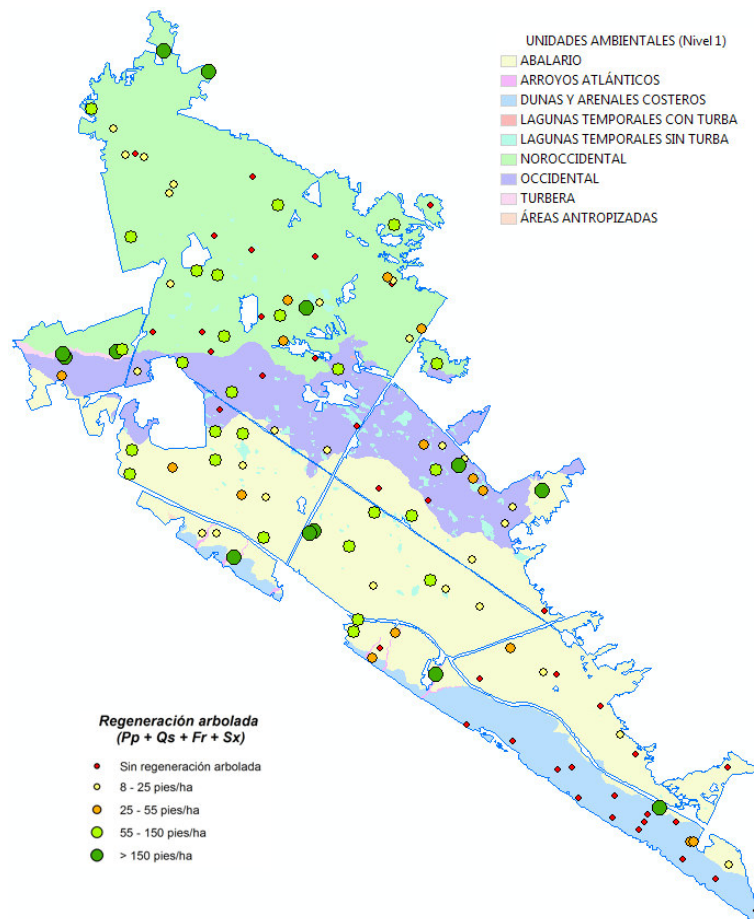 UNIDADES AMBIENTALES (Nivel 1)
ABALARIO
ARROYOS ATLÁNTICOS
DUNAS Y ARENALES COSTEROS
LAGUNAS TEMPORALES CON TURBA
LAGUNAS TEMPORALES SIN TURBA
NOROCCIDENTAL
OCCIDENTAL
TURBERA
ÁREAS ANTROPIZADAS
Regeneración arbolada
(Pp + Qs + Fr + Sx)
Sin regeneración arbolada
8 - 25 pies/ha
25 - 55 pies/ha
55 - 150 pies/ha
> 150 pies/ha